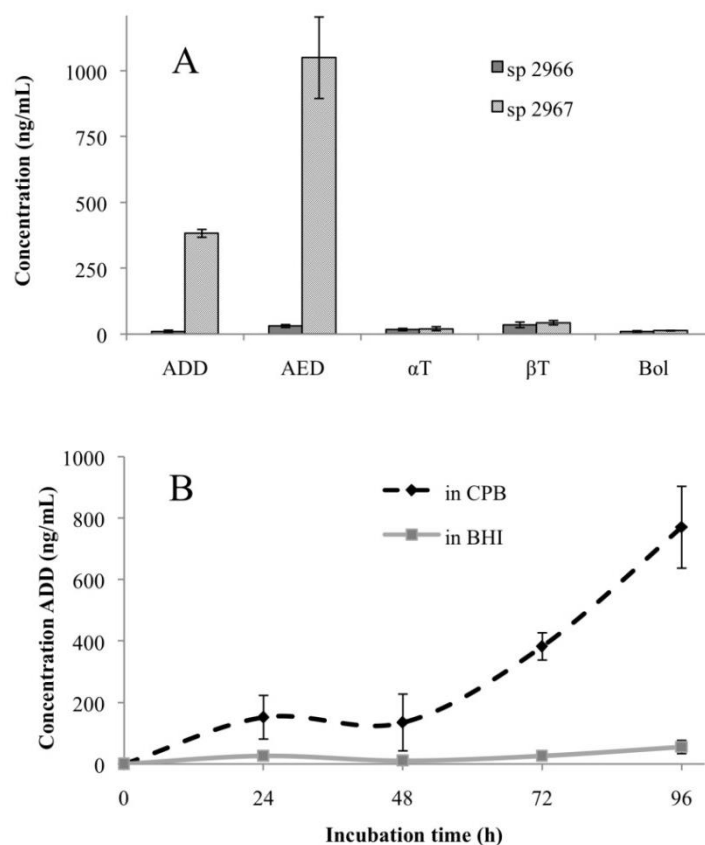 A
sp 2966
sp 2967
Concentration (ng/mL)
1000
750
500
250
0
ADD AED αT βT Bol
B
in CPB
in BHI
Concentration ADD (ng/mL)
1000
800
600
400
200
0
0 24 48 72 96
Incubation time (h)